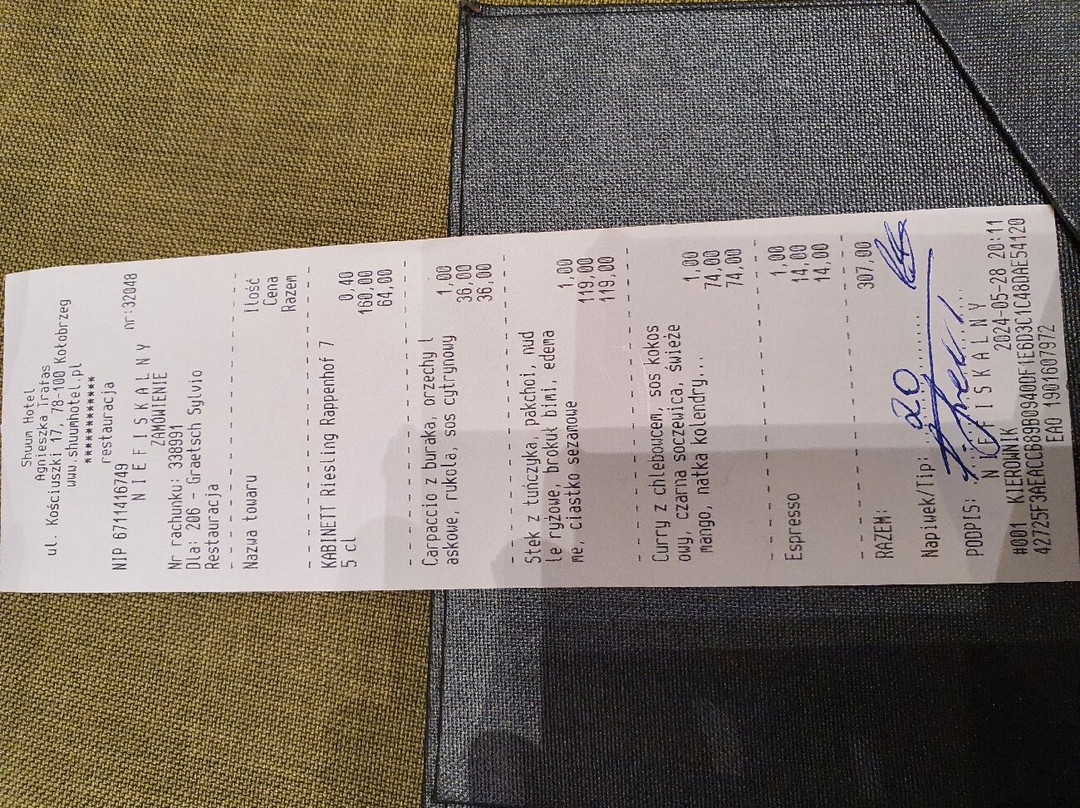 Shuum Hotel
Agnieszka Trafas
ul. Kościuszki 17, 78-100 Kołobrzeg
www.shuumhotel.pl
************
restauracja
NIP 6711416749 nr:32048
N I E F I S K A L N Y
ZAMÓWIENIE
Nr rachunku: 338991
Dla: 206 - Graetsch Sylvio
Restauracja
Nazwa towaru Ilość
Cena
Razem
KABINETT Riesling Rappenhof 7 0,40
5 cl 160,00
64,00
Carpaccio z buraka, orzechy l 1,00
askowe, rukola, sos cytrynowy 36,00
36,00
Stek z tuńczyka, pakchoi, nud 1,00
le ryżowe, brokuł bimi, edema 119,00
me, ciastko sezamowe 119,00
Curry z chlebowcem, sos kokos 1,00
owy, czarna soczewica, świeże 74,00
mango, natka kolendry... 74,00
Espresso 1,00
14,00
14,00
RAZEM: 307,00
Napiwek/Tip: 20
PODPIS:
N I E F I S K A L N Y
#001 KIEROWNIK 2024-05-28 20:11
42725F3AEACCB89B0940DF1E6D3C1C48DAE54120
EAO 1901607972